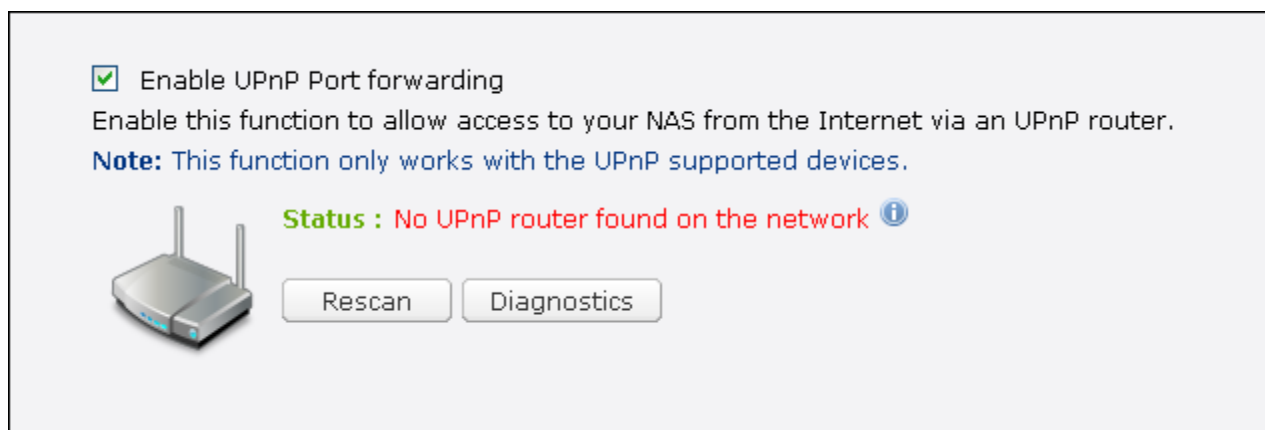 Enable UPnP Port forwarding
Enable this function to allow access to your NAS from the Internet via an UPnP router.
Note: This function only works with the UPnP supported devices.
Status : No UPnP router found on the network
Rescan Diagnostics